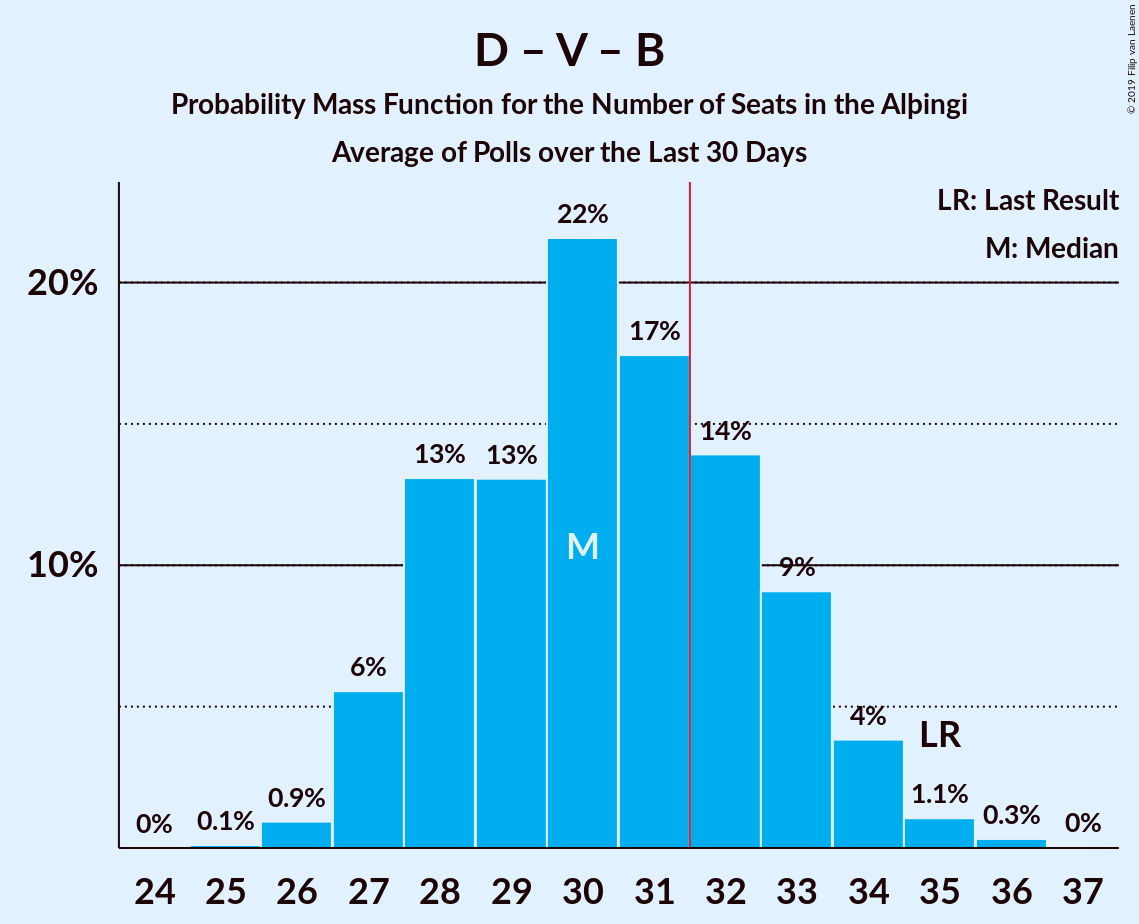 D – V – B
Probability Mass Function for the Number of Seats in the Alþingi
Average of Polls over the Last 30 Days
© 2019 Filip van Laenen
LR: Last Result
M: Median
22%
20%
17%
14%
13%
13%
M
10%
9%
6%
4%
LR
1.1%
0.9%
0.3%
0.1%
0%
0%
24 25 26 27 28 29 30 31 32 33 34 35 36 37